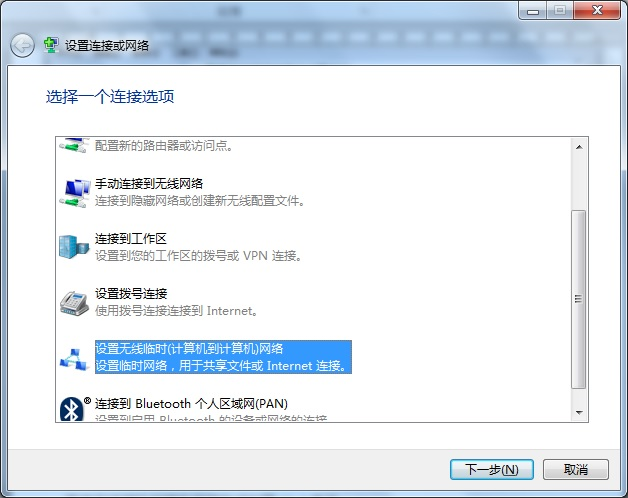 设置连接或网络
选择一个连接选项
配置新的路由器或访问点。
手动连接到无线网络
连接到隐藏网络或创建新无线配置文件。
连接到工作区
设置到您的工作区的拨号或 VPN 连接。
设置拨号连接
使用拨号连接连接到 Internet。
设置无线临时(计算机到计算机)网络
设置临时网络，用于共享文件或 Internet 连接。
连接到 Bluetooth 个人区域网(PAN)
设置到启用 Bluetooth 的设备或网络的连接
下一步(N)
取消